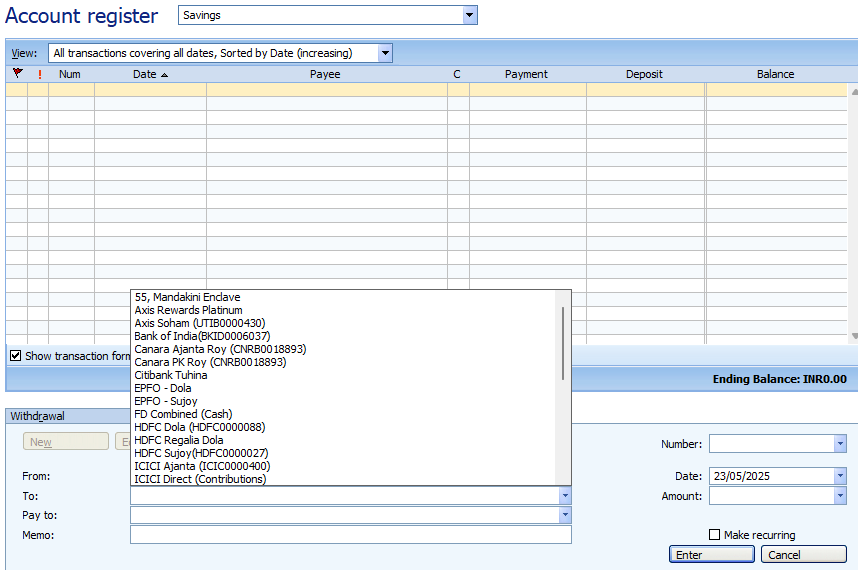 Account register Savings
View: All transactions covering all dates, Sorted by Date (increasing)
! Num Date Payee C Payment Deposit Balance
55, Mandakini Enclave
Axis Rewards Platinum
Axis Soham (UTIB0000430)
Bank of India(BKID0006037)
Show transaction form
Canara Ajanta Roy (CNRB0018893)
Canara PK Roy (CNRB0018893)
Citibank Tuhina
Ending Balance: INR0.00
EPFO - Dola
EPFO - Sujoy
FD Combined (Cash)
Withdrawal
HDFC Dola (HDFC0000088)
New
HDFC Regalia Dola
Number:
HDFC Sujoy(HDFC0000027)
ICICI Ajanta (ICIC0000400)
From:
ICICI Direct (Contributions)
Date: 23/05/2025
To:
Amount:
Pay to:
Memo:
Make recurring
Enter Cancel